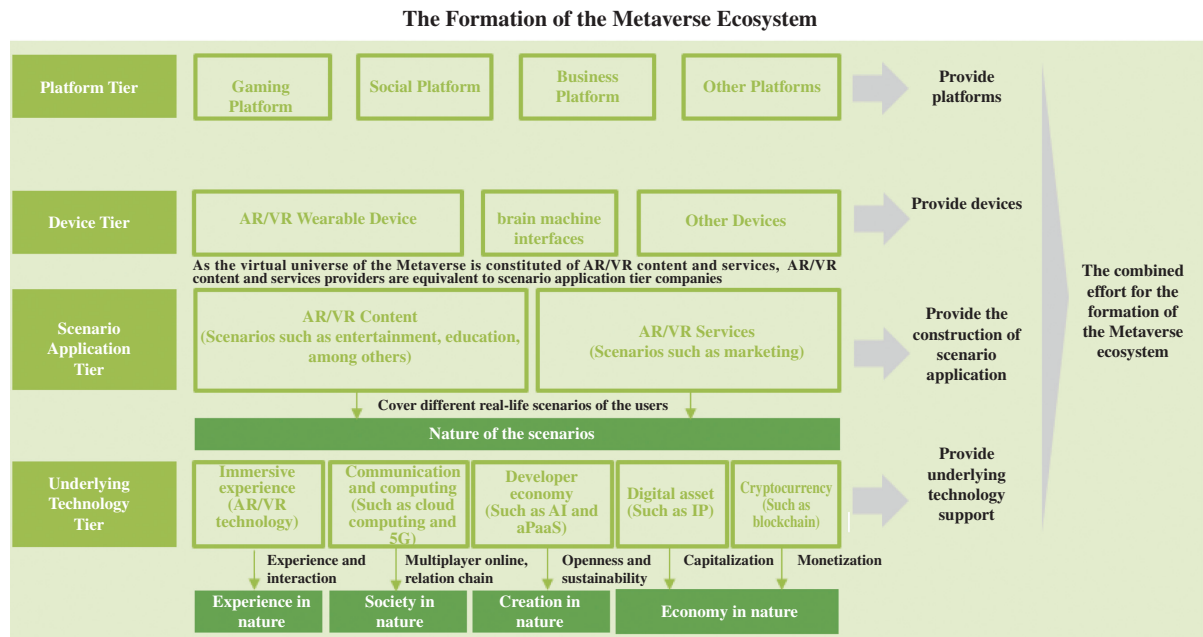 The Formation of the Metaverse Ecosystem
Platform Tier
Gaming
Platform
Social Platform
Business
Platform
Other Platforms
Provide
platforms
Device Tier
AR/VR Wearable Device
brain machine
interfaces
Other Devices
Provide devices
As the virtual universe of the Metaverse is constituted of AR/VR content and services, AR/VR
content and services providers are equivalent to scenario application tier companies
Scenario
Application
Tier
AR/VR Content
(Scenarios such as entertainment, education,
among others)
AR/VR Services
(Scenarios such as marketing)
Provide the
construction of
scenario
application
Cover different real-life scenarios of the users
Nature of the scenarios
Underlying
Technology
Tier
Immersive
experience
(AR/VR
technology)
Communication
and computing
(Such as cloud
computing and
5G)
Developer
economy
(Such as AI and
aPaaS)
Digital asset
(Such as IP)
Cryptocurrency
(Such as
blockchain)
Provide
underlying
technology
support
Experience and
interaction
Multiplayer online,
relation chain
Openness and
sustainability
Capitalization
Monetization
Experience in
nature
Society in
nature
Creation in
nature
Economy in nature
The combined
effort for the
formation of
the Metaverse
ecosystem